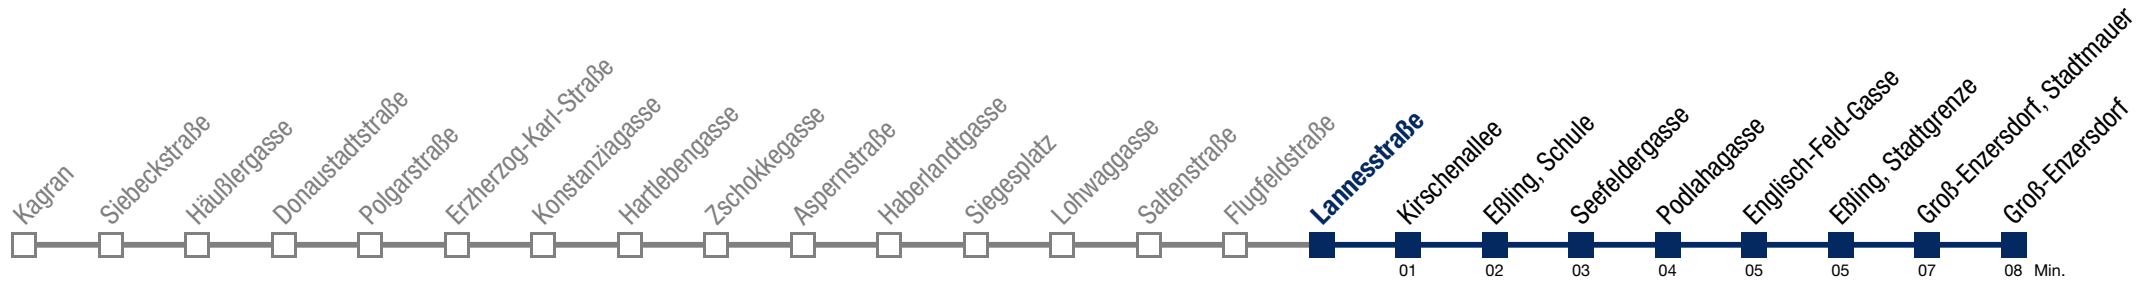 Kagran
Siebeckstraße
Häußlergasse
Donaustadtstraße
Polgarstraße
Erzherzog-Karl-Straße
Konstanziagasse
Hartlebengasse
Zschokkegasse
Aspernstraße
Haberlandtgasse
Siegesplatz
Lohwaggasse
Saltenstraße
Flugfeldstraße
Lannesstraße
Kirschenallee
Eßling, Schule
Seefeldergasse
Podlahagasse
Englisch-Feld-Gasse
Eßling, Stadtgrenze
Groß-Enzersdorf, Stadtmauer
Groß-Enzersdorf
01 02 03 04 05 05 07 08 Min.